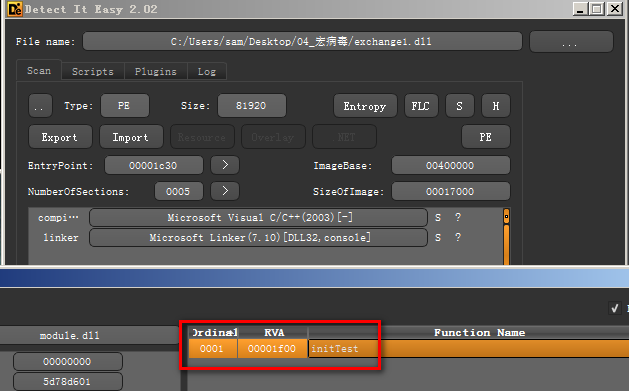 Detect It Easy 2.02
File name: C:/Users/sam/Desktop/04_宏病毒/exchange1.dll ...
Scan Scripts Plugins Log
.. Type: PE Size: 81920 Entropy FLC S H
Export Import Resource Overlay .NET PE
EntryPoint: 00001c30 > ImageBase: 00400000
NumberOfSections: 0005 > SizeOfImage: 00017000
compi… Microsoft Visual C/C++(2003)[-] S ?
linker Microsoft Linker(7.10)[DLL32,console] S ?
Ordinal RVA Function Name
module.dll
0001 00001f00 initTest
00000000
5d78d601